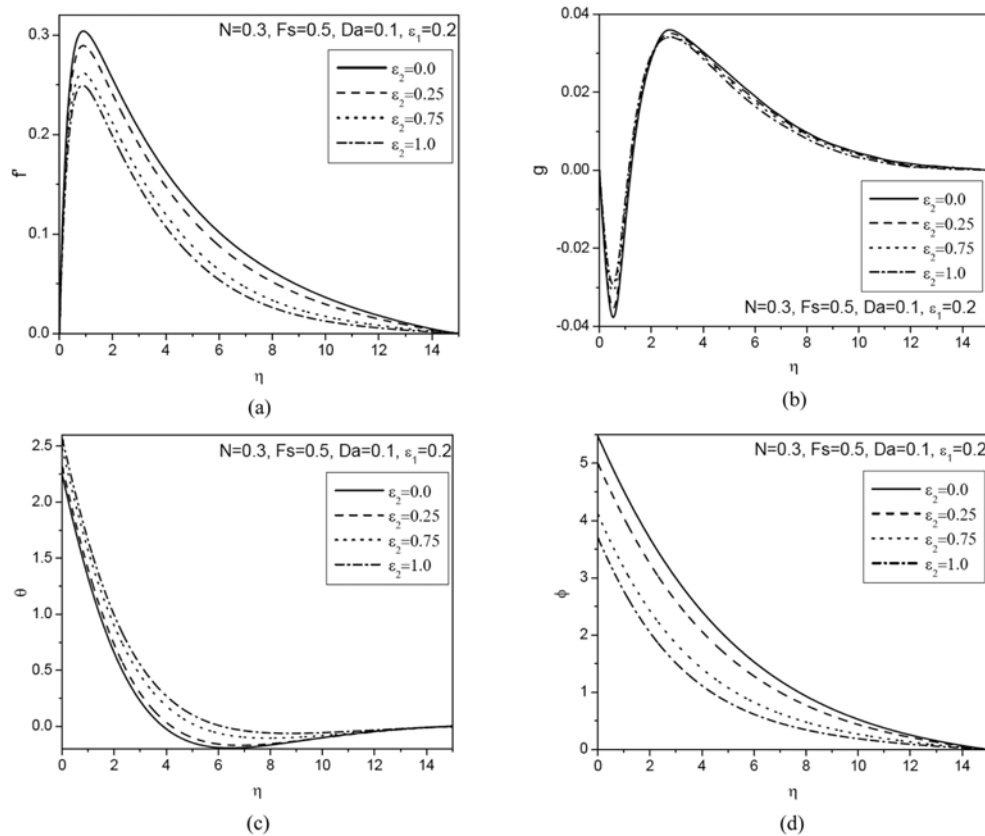 N=0.3, Fs=0.5, Da=0.1, ε₁=0.2
ε₂=0.0
ε₂=0.25
ε₂=0.75
ε₂=1.0
f'
0.3
0.2
0.1
0.0
0 2 4 6 8 10 12 14
η
(a)
0.04
0.02
0.00
-0.02
-0.04
g
ε₂=0.0
ε₂=0.25
ε₂=0.75
ε₂=1.0
N=0.3, Fs=0.5, Da=0.1, ε₁=0.2
0 2 4 6 8 10 12 14
η
(b)
N=0.3, Fs=0.5, Da=0.1, ε₁=0.2
ε₂=0.0
ε₂=0.25
ε₂=0.75
ε₂=1.0
2.5
2.0
1.5
1.0
0.5
0.0
θ
0 2 4 6 8 10 12 14
η
(c)
N=0.3, Fs=0.5, Da=0.1, ε₁=0.2
ε₂=0.0
ε₂=0.25
ε₂=0.75
ε₂=1.0
5
4
3
2
1
0
ϕ
0 2 4 6 8 10 12 14
η
(d)